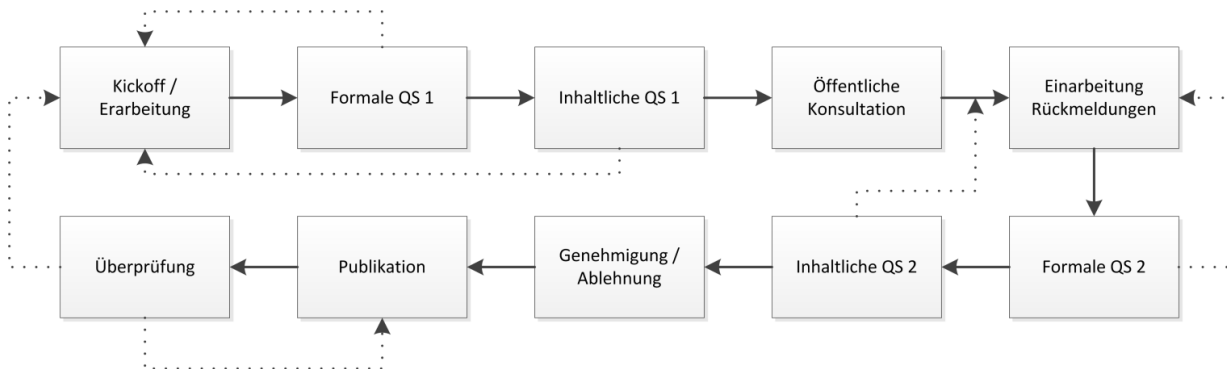 Kickoff /
Erarbeitung
Formale QS 1
Inhaltliche QS 1
Öffentliche
Konsultation
Einarbeitung
Rückmeldungen
Überprüfung
Publikation
Genehmigung /
Ablehnung
Inhaltliche QS 2
Formale QS 2